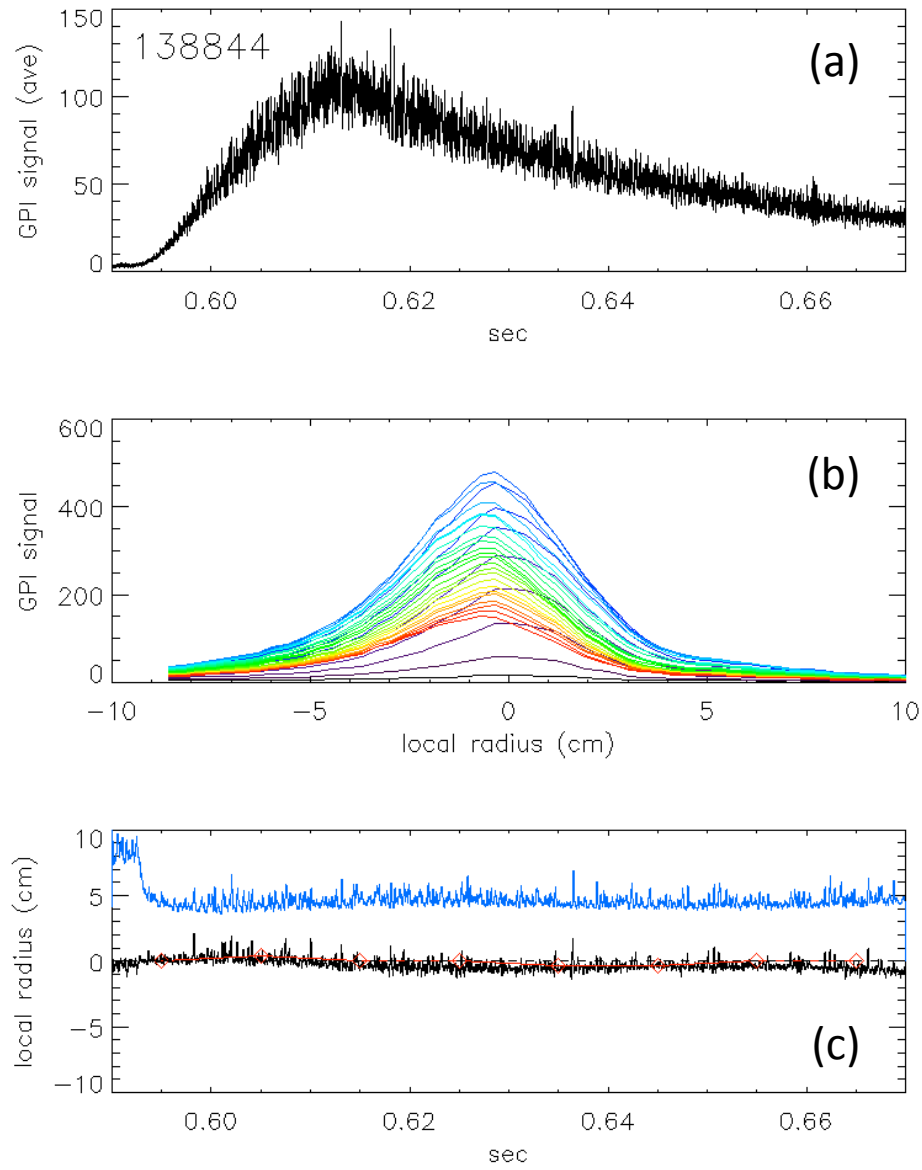 138844
(a)
GPI signal (ave)
150
100
50
0
0.60 0.62 0.64 0.66
sec
(b)
GPI signal
600
400
200
0
−10 −5 0 5 10
local radius (cm)
(c)
local radius (cm)
10
5
0
−5
−10
0.60 0.62 0.64 0.66
sec